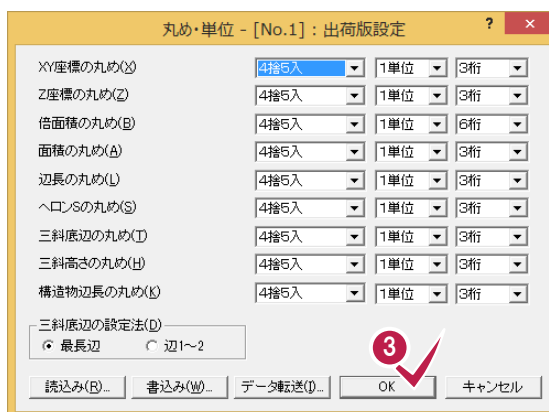 丸め・単位 - [No.1]：出荷版設定 ? ×
XY座標の丸め(X) 4捨5入 1単位 3桁
Z座標の丸め(Z) 4捨5入 1単位 3桁
倍面積の丸め(B) 4捨5入 1単位 6桁
面積の丸め(A) 4捨5入 1単位 3桁
辺長の丸め(L) 4捨5入 1単位 3桁
ヘロンSの丸め(S) 4捨5入 1単位 3桁
三斜底辺の丸め(T) 4捨5入 1単位 3桁
三斜高さの丸め(H) 4捨5入 1単位 3桁
構造物辺長の丸め(K) 4捨5入 1単位 3桁
三斜底辺の設定法(D)
最長辺 辺1～2
3
読込み(R)... 書込み(W)... データ転送(I)... OK キャンセル